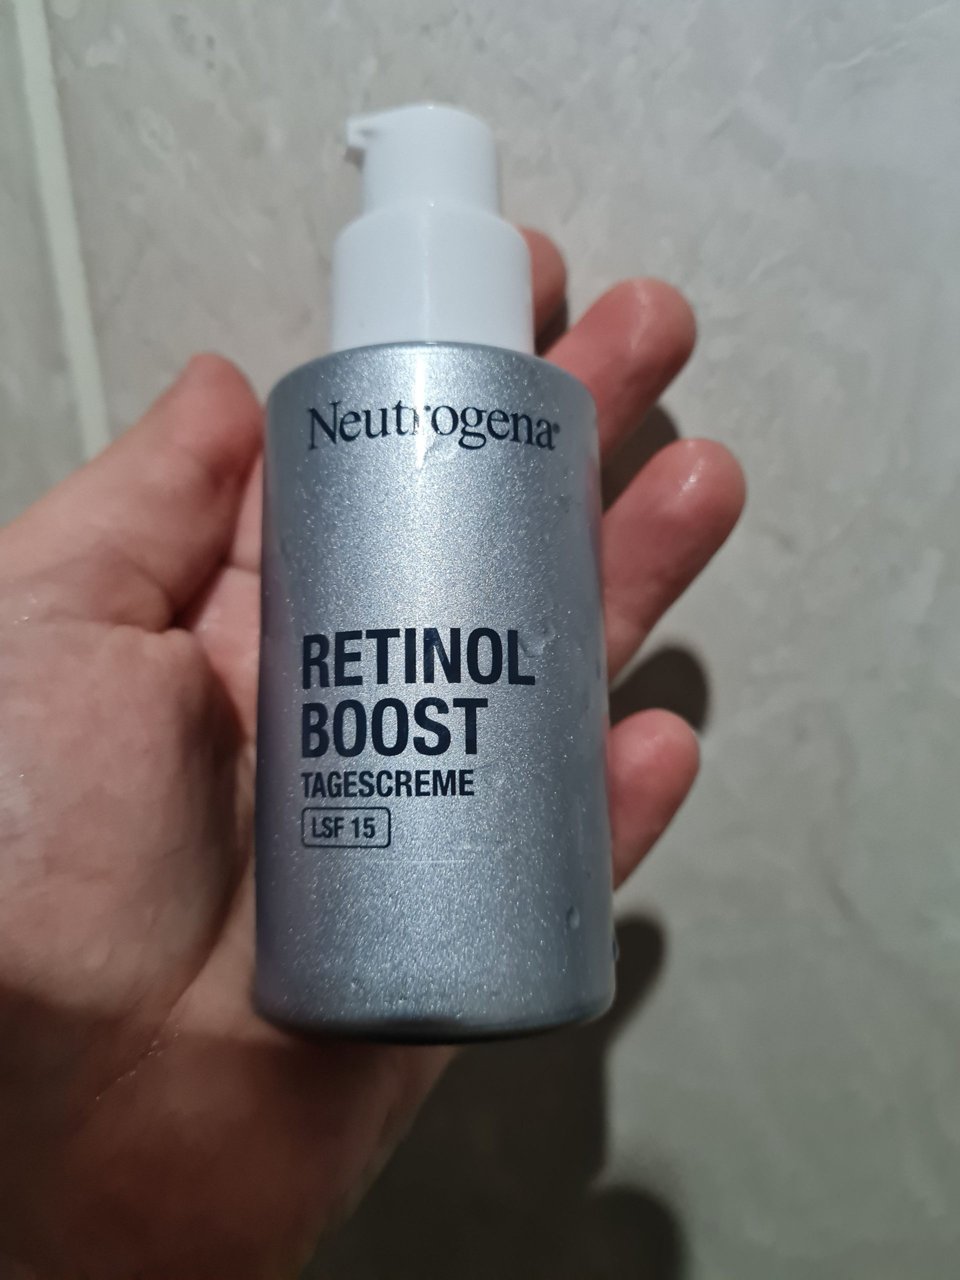 Neutrogena®
RETINOL
BOOST
TAGESCREME
LSF 15